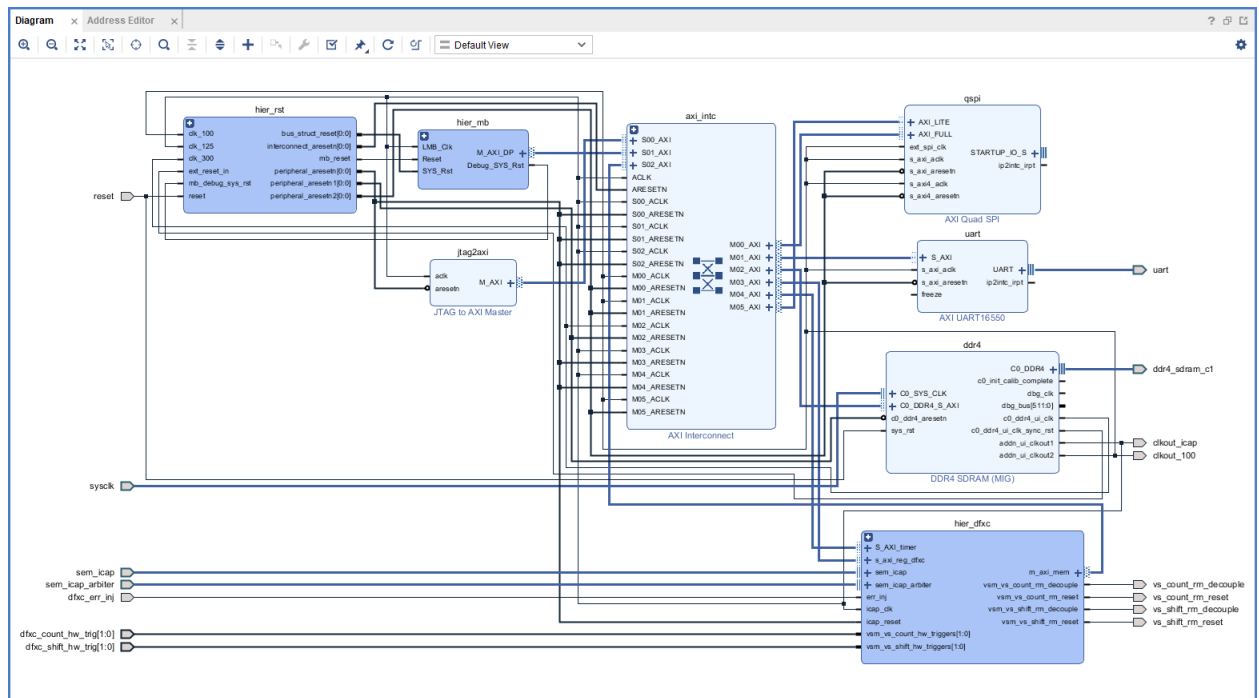 Diagram × Address Editor × ?
Default View
hier_rst
clk_100
clk_125
clk_300
ext_reset_in
mb_debug_sys_rst
reset
bus_struct_reset[0:0]
interconnect_aresetn[0:0]
mb_reset
peripheral_aresetn[0:0]
peripheral_aresetn1[0:0]
peripheral_aresetn2[0:0]
reset
hier_mb
LMB_Clk
Reset
SYS_Rst
M_AXI_DP
Debug_SYS_Rst
jtag2axi
aclk
aresetn
M_AXI
JTAG to AXI Master
axi_intc
S00_AXI
S01_AXI
S02_AXI
ACLK
ARESETN
S00_ACLK
S00_ARESETN
S01_ACLK
S01_ARESETN
S02_ACLK
S02_ARESETN
M00_ACLK
M00_ARESETN
M01_ACLK
M01_ARESETN
M02_ACLK
M02_ARESETN
M03_ACLK
M03_ARESETN
M04_ACLK
M04_ARESETN
M05_ACLK
M05_ARESETN
M00_AXI
M01_AXI
M02_AXI
M03_AXI
M04_AXI
M05_AXI
AXI Interconnect
qspi
AXI_LITE
AXI_FULL
ext_spi_clk
s_axi_aclk
s_axi_aresetn
s_axi4_aclk
s_axi4_aresetn
STARTUP_IO_S
ip2intc_irpt
AXI Quad SPI
uart
S_AXI
s_axi_aclk
s_axi_aresetn
freeze
UART
ip2intc_irpt
AXI UART16550
uart
ddr4
C0_SYS_CLK
C0_DDR4_S_AXI
c0_ddr4_aresetn
sys_rst
C0_DDR4
c0_init_calib_complete
dbg_clk
dbg_bus[511:0]
c0_ddr4_ui_clk
c0_ddr4_ui_clk_sync_rst
addn_ui_clkout1
addn_ui_clkout2
DDR4 SDRAM (MIG)
ddr4_sdram_c1
clkout_icap
clkout_100
sysclk
sem_icap
sem_icap_arbiter
dfxc_err_inj
dfxc_count_hw_trig[1:0]
dfxc_shift_hw_trig[1:0]
hier_dfxc
S_AXI_timer
s_axi_reg_dfxc
sem_icap
sem_icap_arbiter
err_inj
icap_clk
icap_reset
vsm_vs_count_hw_triggers[1:0]
vsm_vs_shift_hw_triggers[1:0]
m_axi_mem
vsm_vs_count_rm_decouple
vsm_vs_count_rm_reset
vsm_vs_shift_rm_decouple
vsm_vs_shift_rm_reset
vs_count_rm_decouple
vs_count_rm_reset
vs_shift_rm_decouple
vs_shift_rm_reset